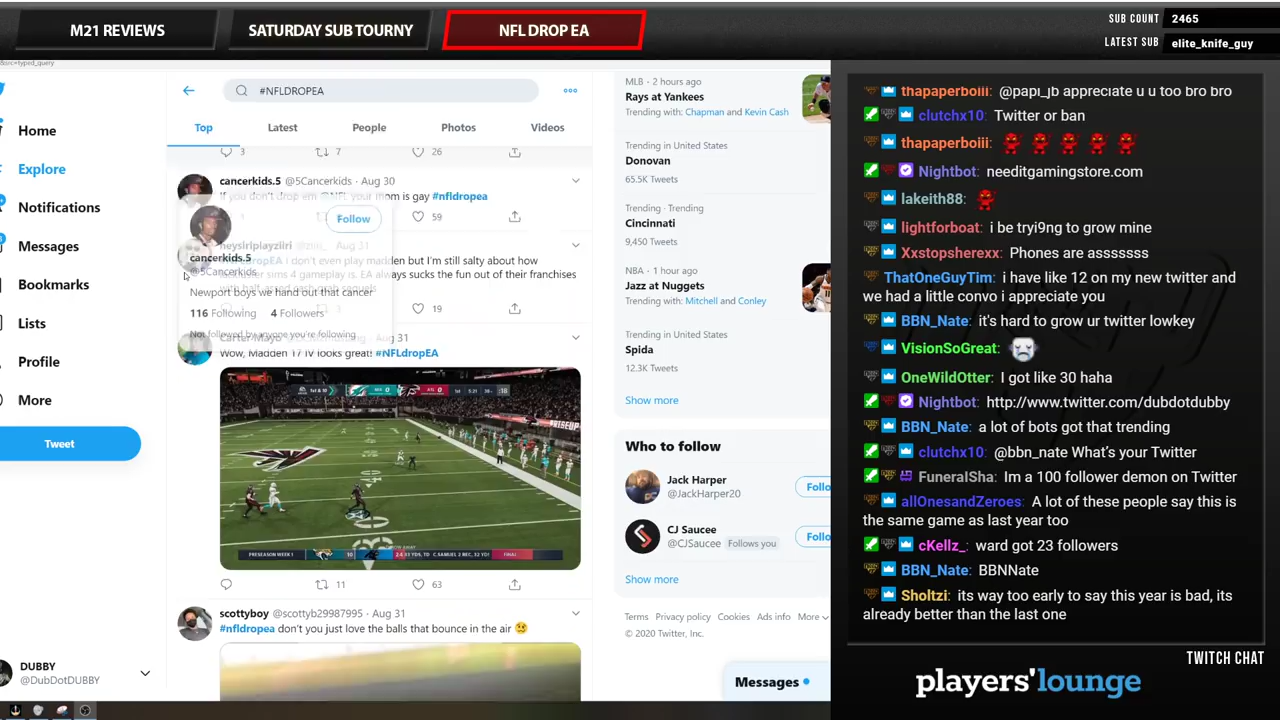 M21 REVIEWS
SATURDAY SUB TOURNY
NFL DROP EA
SUB COUNT 2465
LATEST SUB elite_knife_guy
#NFLDROPEA
Top Latest People Photos Videos
Home
Explore
Notifications
Messages
Bookmarks
Lists
Profile
More
Tweet
DUBBY
@DubDotDUBBY
3 7 26
cancerkids.5 @5Cancerkids · Aug 30
If you don't drop em @NFL your mom is gay #nfldropea
59
Follow
cancerkids.5
@5Cancerkids
Newport boys we hand out that cancer
116 Following 4 Followers
Not followed by anyone you're following
Aug 31
i don't even play madden but I'm still salty about how
sims 4 gameplay is. EA always sucks the fun out of their franchises
19
Aug 31
Wow, Madden 17 IV looks great! #NFLdropEA
PRESEASON WEEK 1
FINAL
11 63
scottyboy @scottyb29987995 · Aug 31
#nfldropea don't you just love the balls that bounce in the air
MLB · 2 hours ago
Rays at Yankees
Trending with: Chapman and Kevin Cash
Trending in United States
Donovan
65.5K Tweets
Trending · Trending
Cincinnati
9,450 Tweets
NBA · 1 hour ago
Jazz at Nuggets
Trending with: Mitchell and Conley
Trending in United States
Spida
12.3K Tweets
Show more
Who to follow
Jack Harper
@JackHarper20
Follo
CJ Saucee
@CJSaucee Follows you
Follo
Show more
Terms Privacy policy Cookies Ads info More
© 2020 Twitter, Inc.
Messages
thapaperboiii: @papi_jb appreciate u u too bro bro
clutchx10: Twitter or ban
thapaperboiii:
Nightbot: needitgamingstore.com
lakeith88:
lightforboat: i be tryi9ng to grow mine
Xxstopsherexx: Phones are asssssss
ThatOneGuyTim: i have like 12 on my new twitter and
we had a little convo i appreciate you
BBN_Nate: it's hard to grow ur twitter lowkey
VisionSoGreat:
OneWildOtter: I got like 30 haha
Nightbot: http://www.twitter.com/dubdotdubby
BBN_Nate: a lot of bots got that trending
clutchx10: @bbn_nate What's your Twitter
FuneralSha: Im a 100 follower demon on Twitter
allOnesandZeroes: A lot of these people say this is
the same game as last year too
cKellz_: ward got 23 followers
BBN_Nate: BBNNate
Sholtzi: its way too early to say this year is bad, its
already better than the last one
TWITCH CHAT
players'lounge